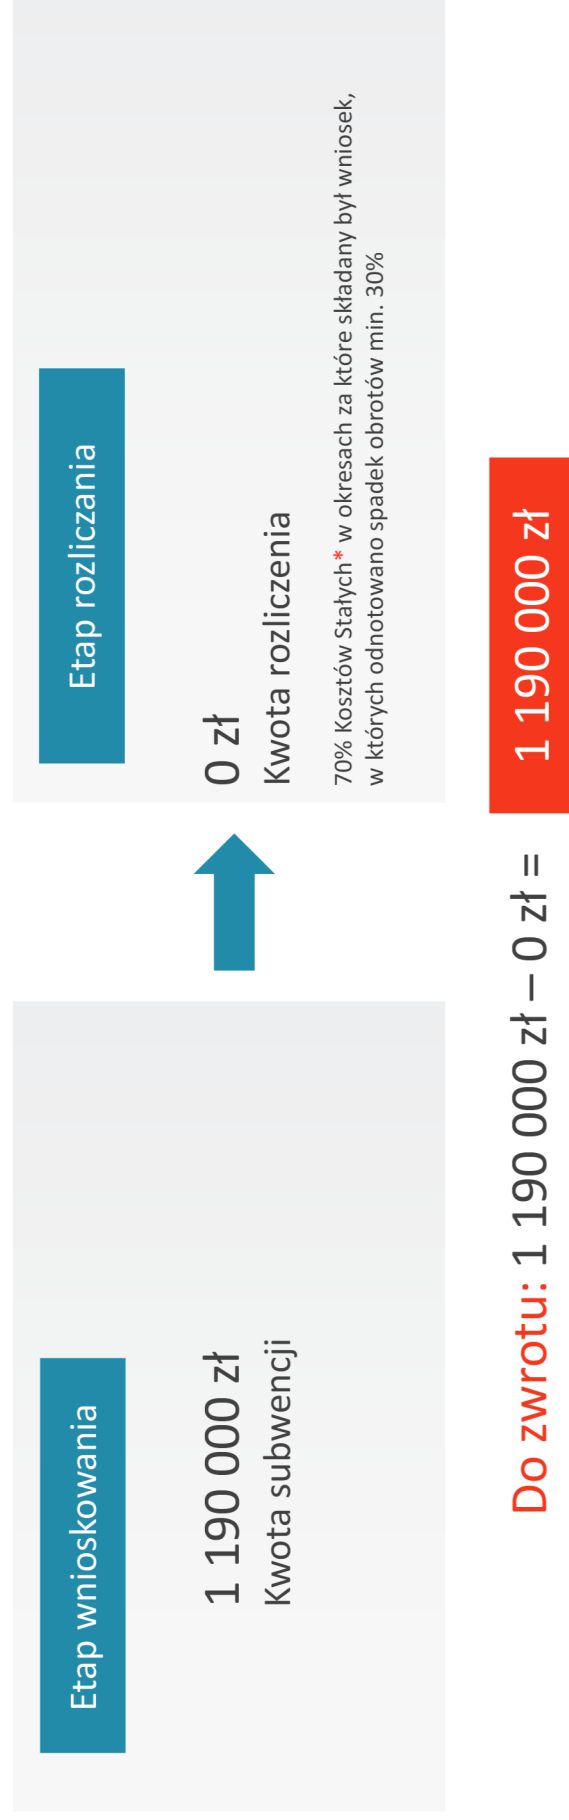 Etap wnioskowania
1 190 000 zł
Kwota subwencji
Etap rozliczania
0 zł
Kwota rozliczenia
70% Kosztów Stałych* w okresach za które składany był wniosek,
w których odnotowano spadek obrotów min. 30%
Do zwrotu: 1 190 000 zł – 0 zł = 1 190 000 zł